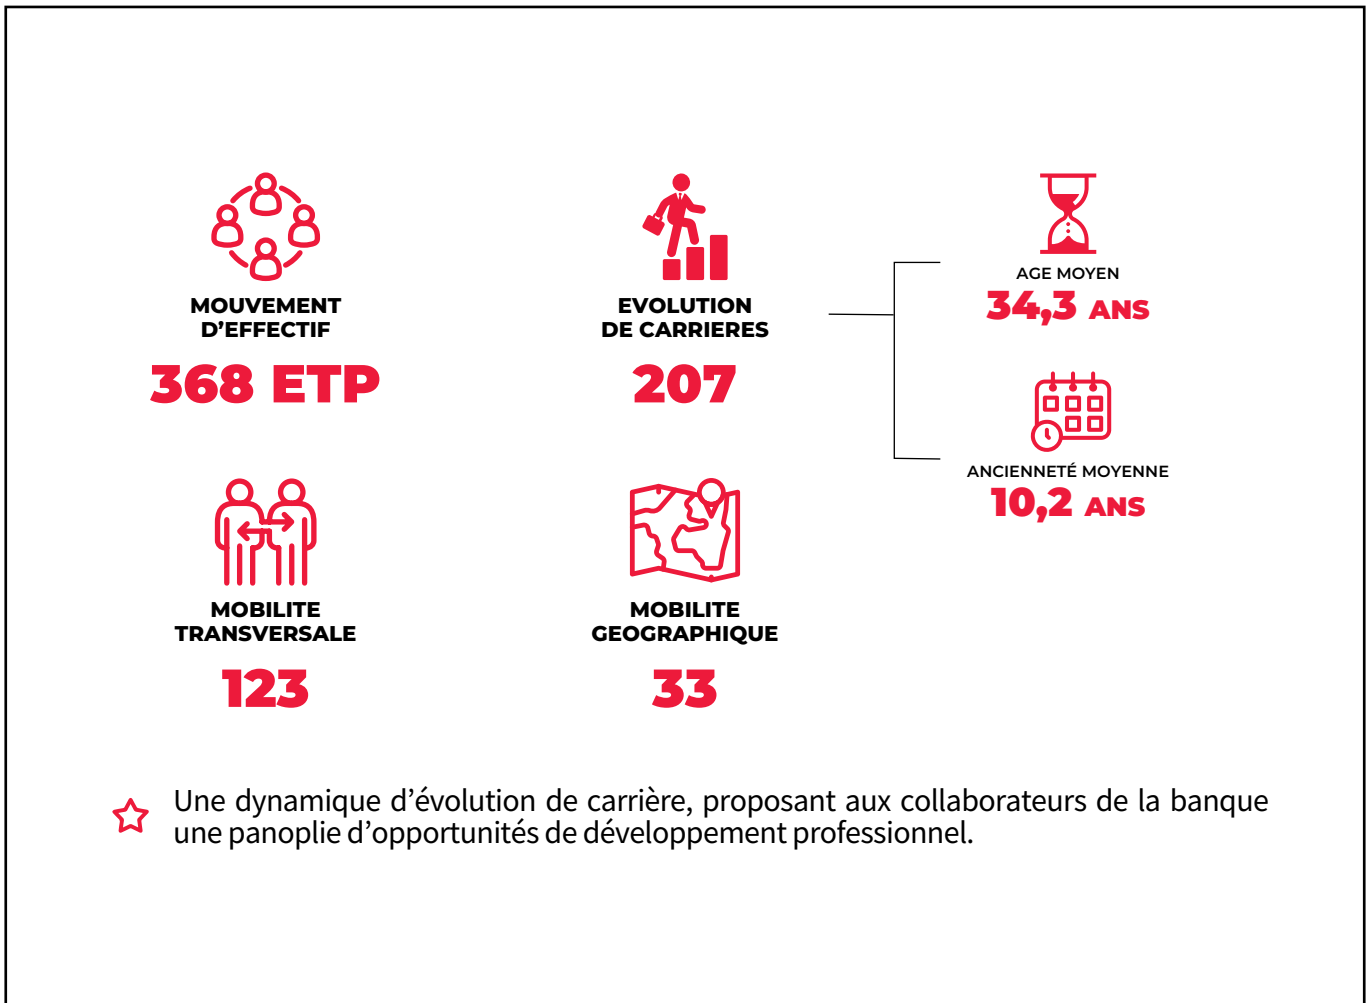 MOUVEMENT
D’EFFECTIF
368 ETP
EVOLUTION
DE CARRIERES
207
AGE MOYEN
34,3 ANS
ANCIENNETÉ MOYENNE
10,2 ANS
MOBILITE
TRANSVERSALE
123
MOBILITE
GEOGRAPHIQUE
33
Une dynamique d’évolution de carrière, proposant aux collaborateurs de la banque
une panoplie d’opportunités de développement professionnel.